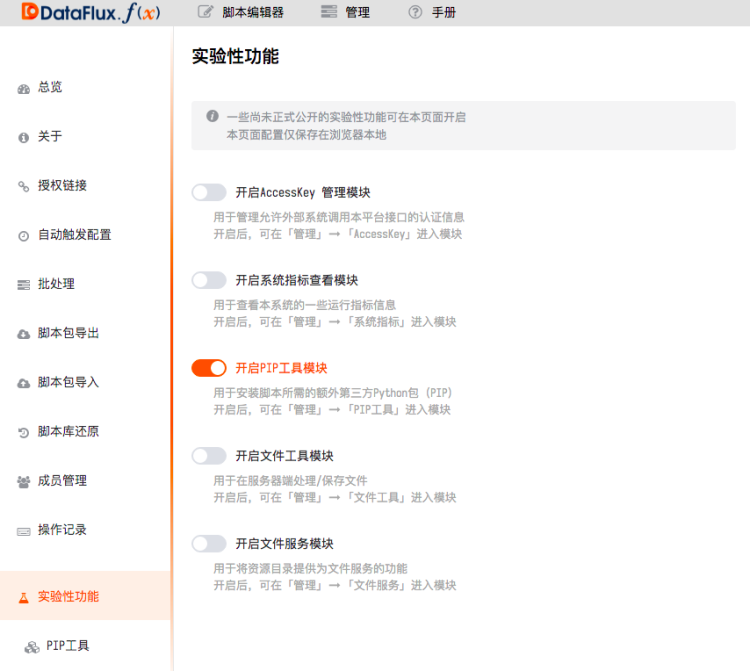 DataFlux.f(x)
脚本编辑器
管理
手册
总览
关于
授权链接
自动触发配置
批处理
脚本包导出
脚本包导入
脚本库还原
成员管理
操作记录
实验性功能
PIP工具
实验性功能
一些尚未正式公开的实验性功能可在本页面开启
本页面配置仅保存在浏览器本地
开启AccessKey 管理模块
用于管理允许外部系统调用本平台接口的认证信息
开启后，可在「管理」→「AccessKey」进入模块
开启系统指标查看模块
用于查看本系统的一些运行指标信息
开启后，可在「管理」→「系统指标」进入模块
开启PIP工具模块
用于安装脚本所需的额外第三方Python包（PIP）
开启后，可在「管理」→「PIP工具」进入模块
开启文件工具模块
用于在服务器端处理/保存文件
开启后，可在「管理」→「文件工具」进入模块
开启文件服务模块
用于将资源目录提供为文件服务的功能
开启后，可在「管理」→「文件服务」进入模块